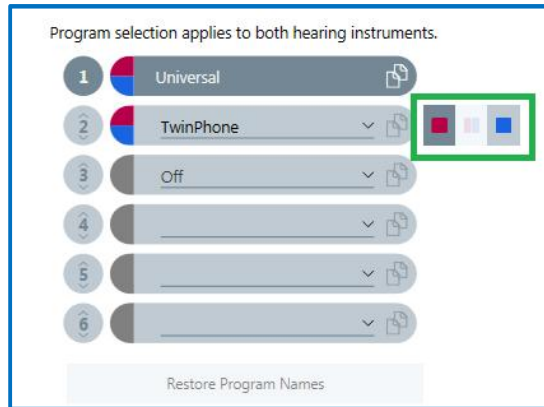 Program selection applies to both hearing instruments.
1 Universal
2 TwinPhone
3 Off
4
5
6
Restore Program Names